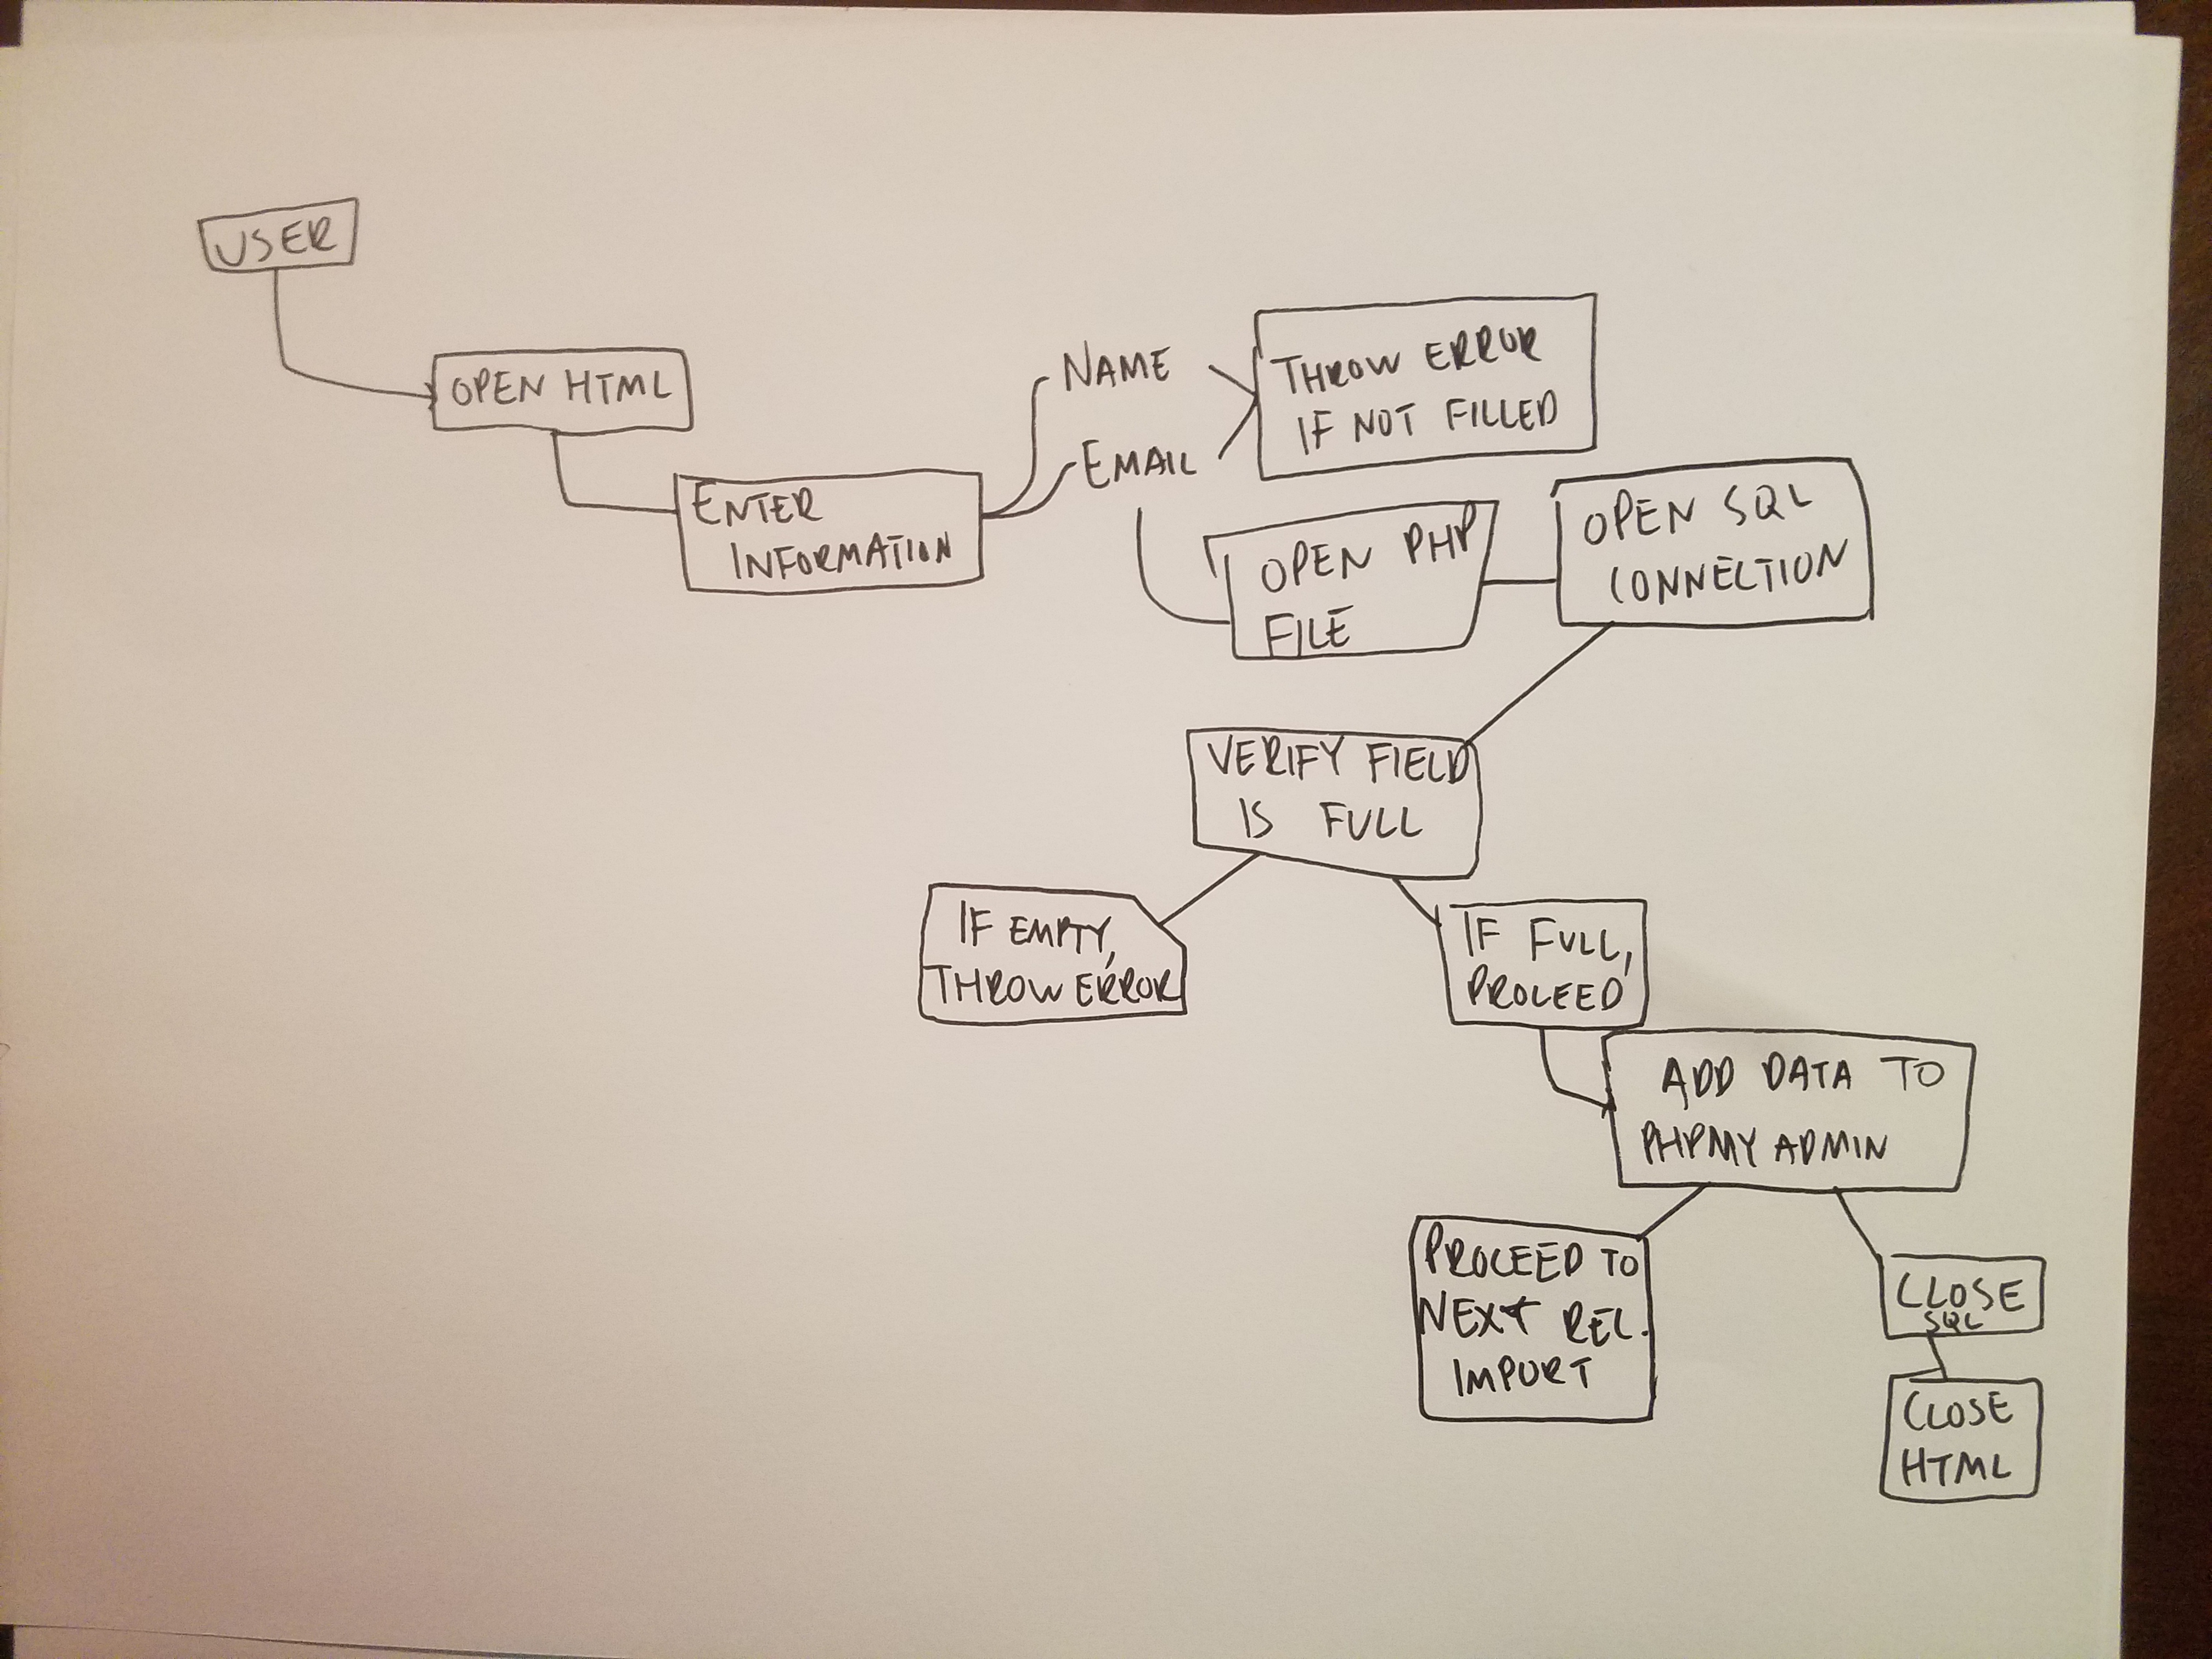 USER
OPEN HTML
ENTER
INFORMATION
NAME
EMAIL
THROW ERROR
IF NOT FILLED
OPEN PHP
FILE
OPEN SQL
CONNECTION
VERIFY FIELD
IS FULL
IF EMPTY,
THROW ERROR
IF FULL,
PROCEED
ADD DATA TO
PHPMY ADMIN
PROCEED TO
NEXT REL.
IMPORT
CLOSE
SQL
CLOSE
HTML